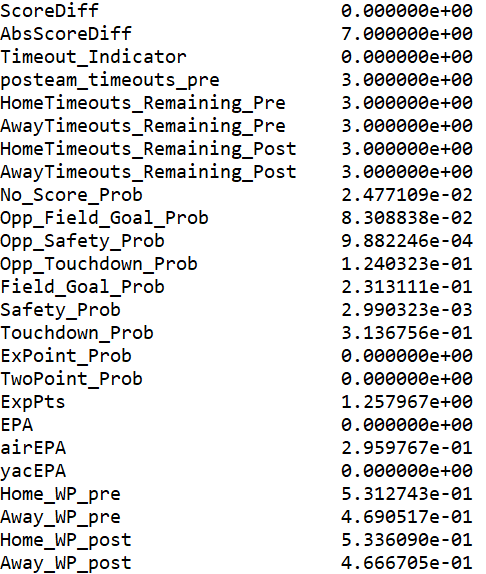 ScoreDiff 0.000000e+00
AbsScoreDiff 7.000000e+00
Timeout_Indicator 0.000000e+00
posteam_timeouts_pre 3.000000e+00
HomeTimeouts_Remaining_Pre 3.000000e+00
AwayTimeouts_Remaining_Pre 3.000000e+00
HomeTimeouts_Remaining_Post 3.000000e+00
AwayTimeouts_Remaining_Post 3.000000e+00
No_Score_Prob 2.477109e-02
Opp_Field_Goal_Prob 8.308838e-02
Opp_Safety_Prob 9.882246e-04
Opp_Touchdown_Prob 1.240323e-01
Field_Goal_Prob 2.313111e-01
Safety_Prob 2.990323e-03
Touchdown_Prob 3.136756e-01
ExPoint_Prob 0.000000e+00
TwoPoint_Prob 0.000000e+00
ExpPts 1.257967e+00
EPA 0.000000e+00
airEPA 2.959767e-01
yacEPA 0.000000e+00
Home_WP_pre 5.312743e-01
Away_WP_pre 4.690517e-01
Home_WP_post 5.336090e-01
Away_WP_post 4.666705e-01